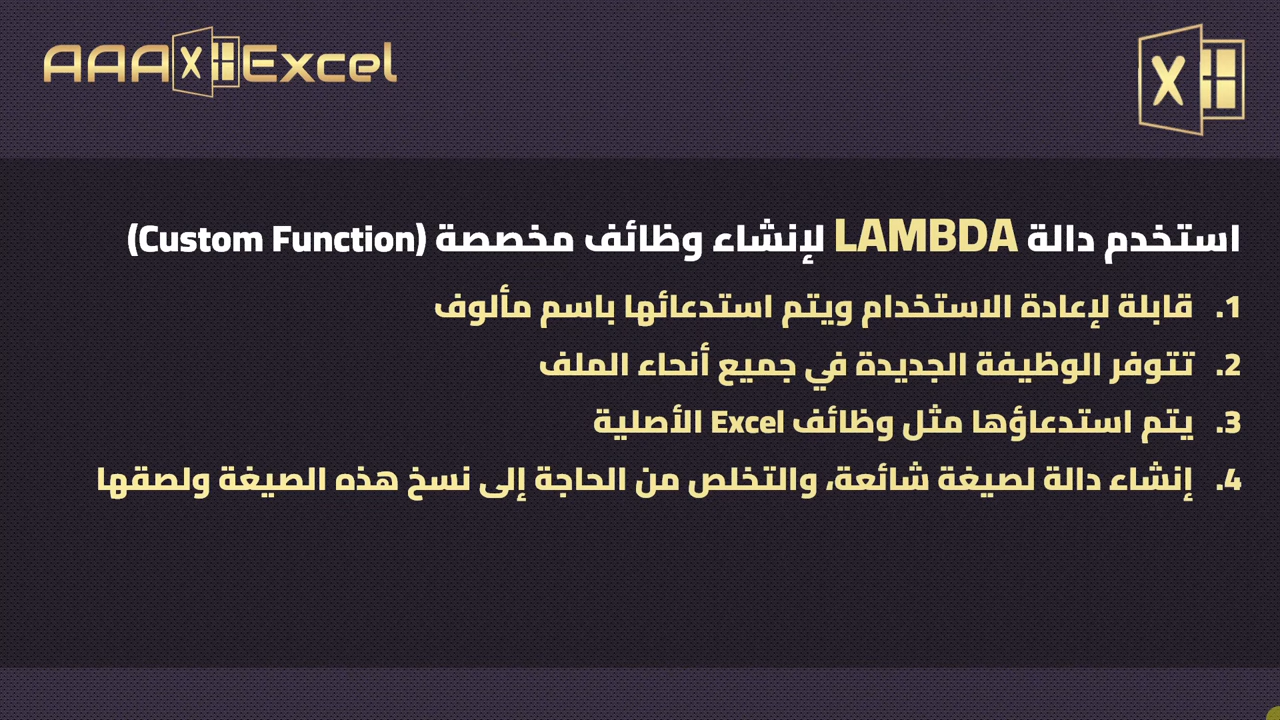 AAA Excel
استخدم دالة LAMBDA لإنشاء وظائف مخصصة (Custom Function)
1. قابلة لإعادة الاستخدام ويتم استدعائها باسم مألوف
2. تتوفر الوظيفة الجديدة في جميع أنحاء الملف
3. يتم استدعاؤها مثل وظائف Excel الأصلية
4. إنشاء دالة لصيغة شائعة، والتخلص من الحاجة إلى نسخ هذه الصيغة ولصقها